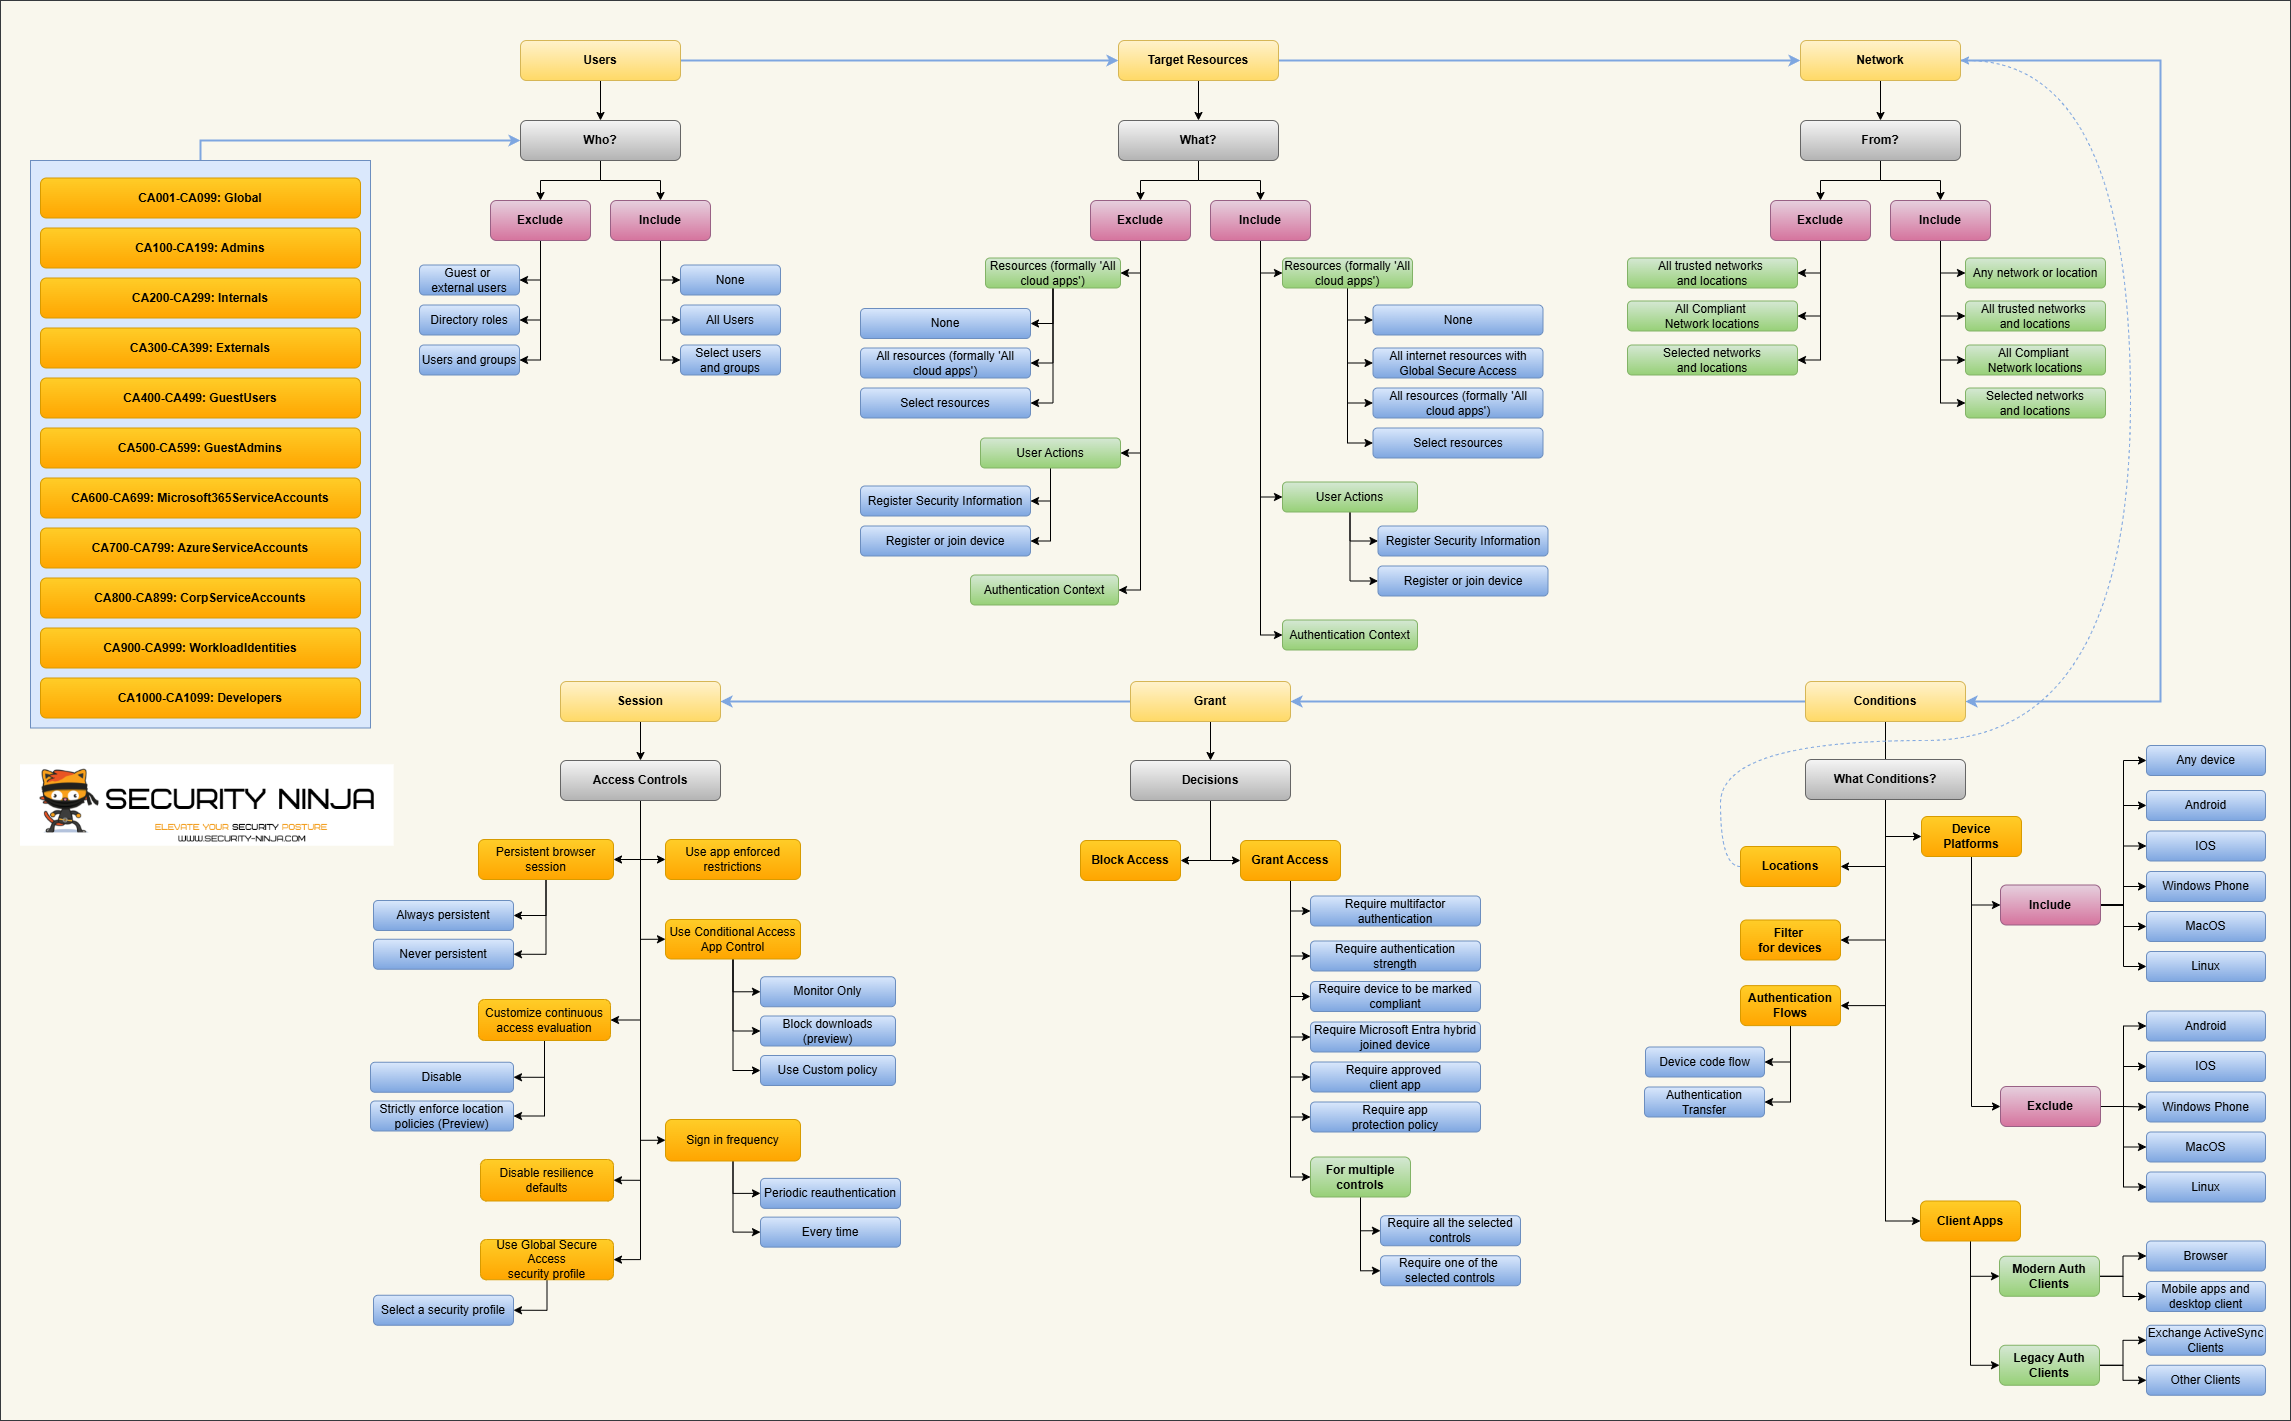 Users
Target Resources
Network
Who?
What?
From?
CA001-CA099: Global
CA100-CA199: Admins
CA200-CA299: Internals
CA300-CA399: Externals
CA400-CA499: GuestUsers
CA500-CA599: GuestAdmins
CA600-CA699: Microsoft365ServiceAccounts
CA700-CA799: AzureServiceAccounts
CA800-CA899: CorpServiceAccounts
CA900-CA999: WorkloadIdentities
CA1000-CA1099: Developers
Exclude
Include
Guest or
external users
Directory roles
Users and groups
None
All Users
Select users
and groups
Exclude
Include
Resources (formally 'All
cloud apps')
None
All resources (formally 'All
cloud apps')
Select resources
User Actions
Register Security Information
Register or join device
Authentication Context
Resources (formally 'All
cloud apps')
None
All internet resources with
Global Secure Access
All resources (formally 'All
cloud apps')
Select resources
User Actions
Register Security Information
Register or join device
Authentication Context
Exclude
Include
All trusted networks
and locations
All Compliant
Network locations
Selected networks
and locations
Any network or location
All trusted networks
and locations
All Compliant
Network locations
Selected networks
and locations
Session
Grant
Conditions
SECURITY NINJA
ELEVATE YOUR SECURITY POSTURE
WWW.SECURITY-NINJA.COM
Access Controls
Persistent browser
session
Always persistent
Never persistent
Customize continuous
access evaluation
Disable
Strictly enforce location
policies (Preview)
Disable resilience
defaults
Use Global Secure
Access
security profile
Select a security profile
Use app enforced
restrictions
Use Conditional Access
App Control
Monitor Only
Block downloads
(preview)
Use Custom policy
Sign in frequency
Periodic reauthentication
Every time
Decisions
Block Access
Grant Access
Require multifactor
authentication
Require authentication
strength
Require device to be marked
compliant
Require Microsoft Entra hybrid
joined device
Require approved
client app
Require app
protection policy
For multiple
controls
Require all the selected
controls
Require one of the
selected controls
What Conditions?
Locations
Filter
for devices
Authentication
Flows
Device code flow
Authentication
Transfer
Device
Platforms
Include
Any device
Android
IOS
Windows Phone
MacOS
Linux
Exclude
Android
IOS
Windows Phone
MacOS
Linux
Client Apps
Modern Auth
Clients
Browser
Mobile apps and
desktop client
Legacy Auth
Clients
Exchange ActiveSync
Clients
Other Clients